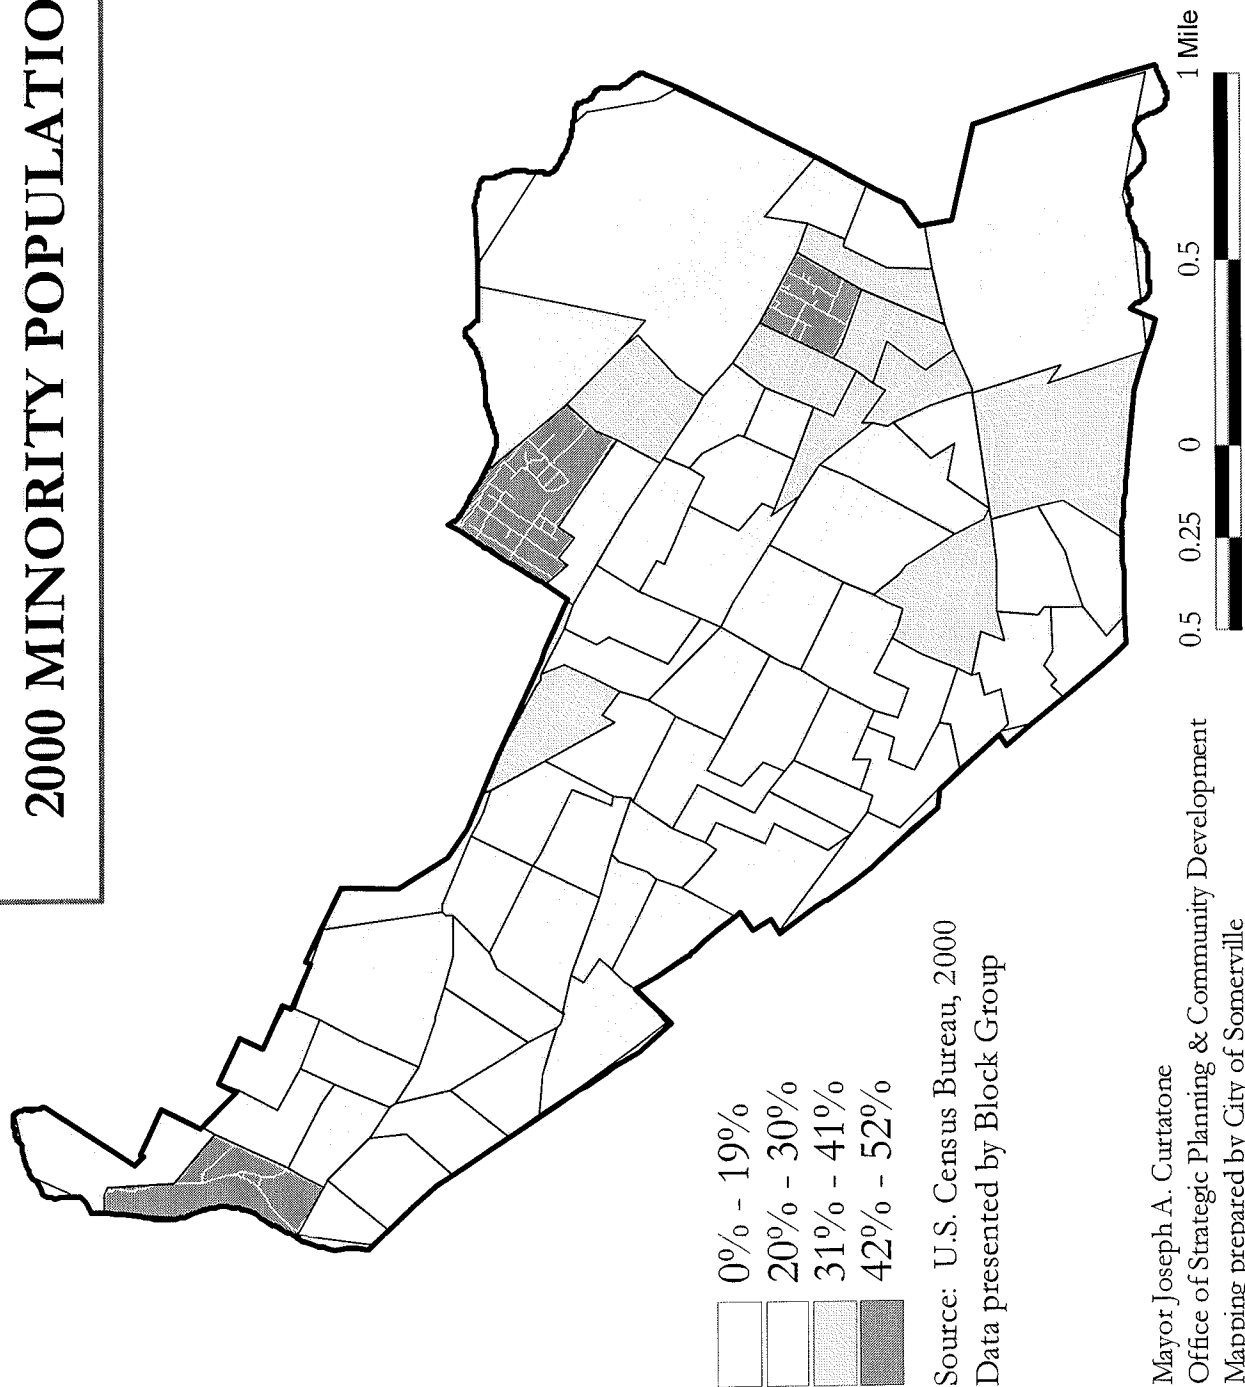 2000 MINORITY POPULATIO
0% - 19%
20% - 30%
31% - 41%
42% - 52%
Source: U.S. Census Bureau, 2000
Data presented by Block Group
Mayor Joseph A. Curtatone
Office of Strategic Planning & Community Development
Mapping prepared by City of Somerville
0.5 0.25 0 0.5 1 Mile